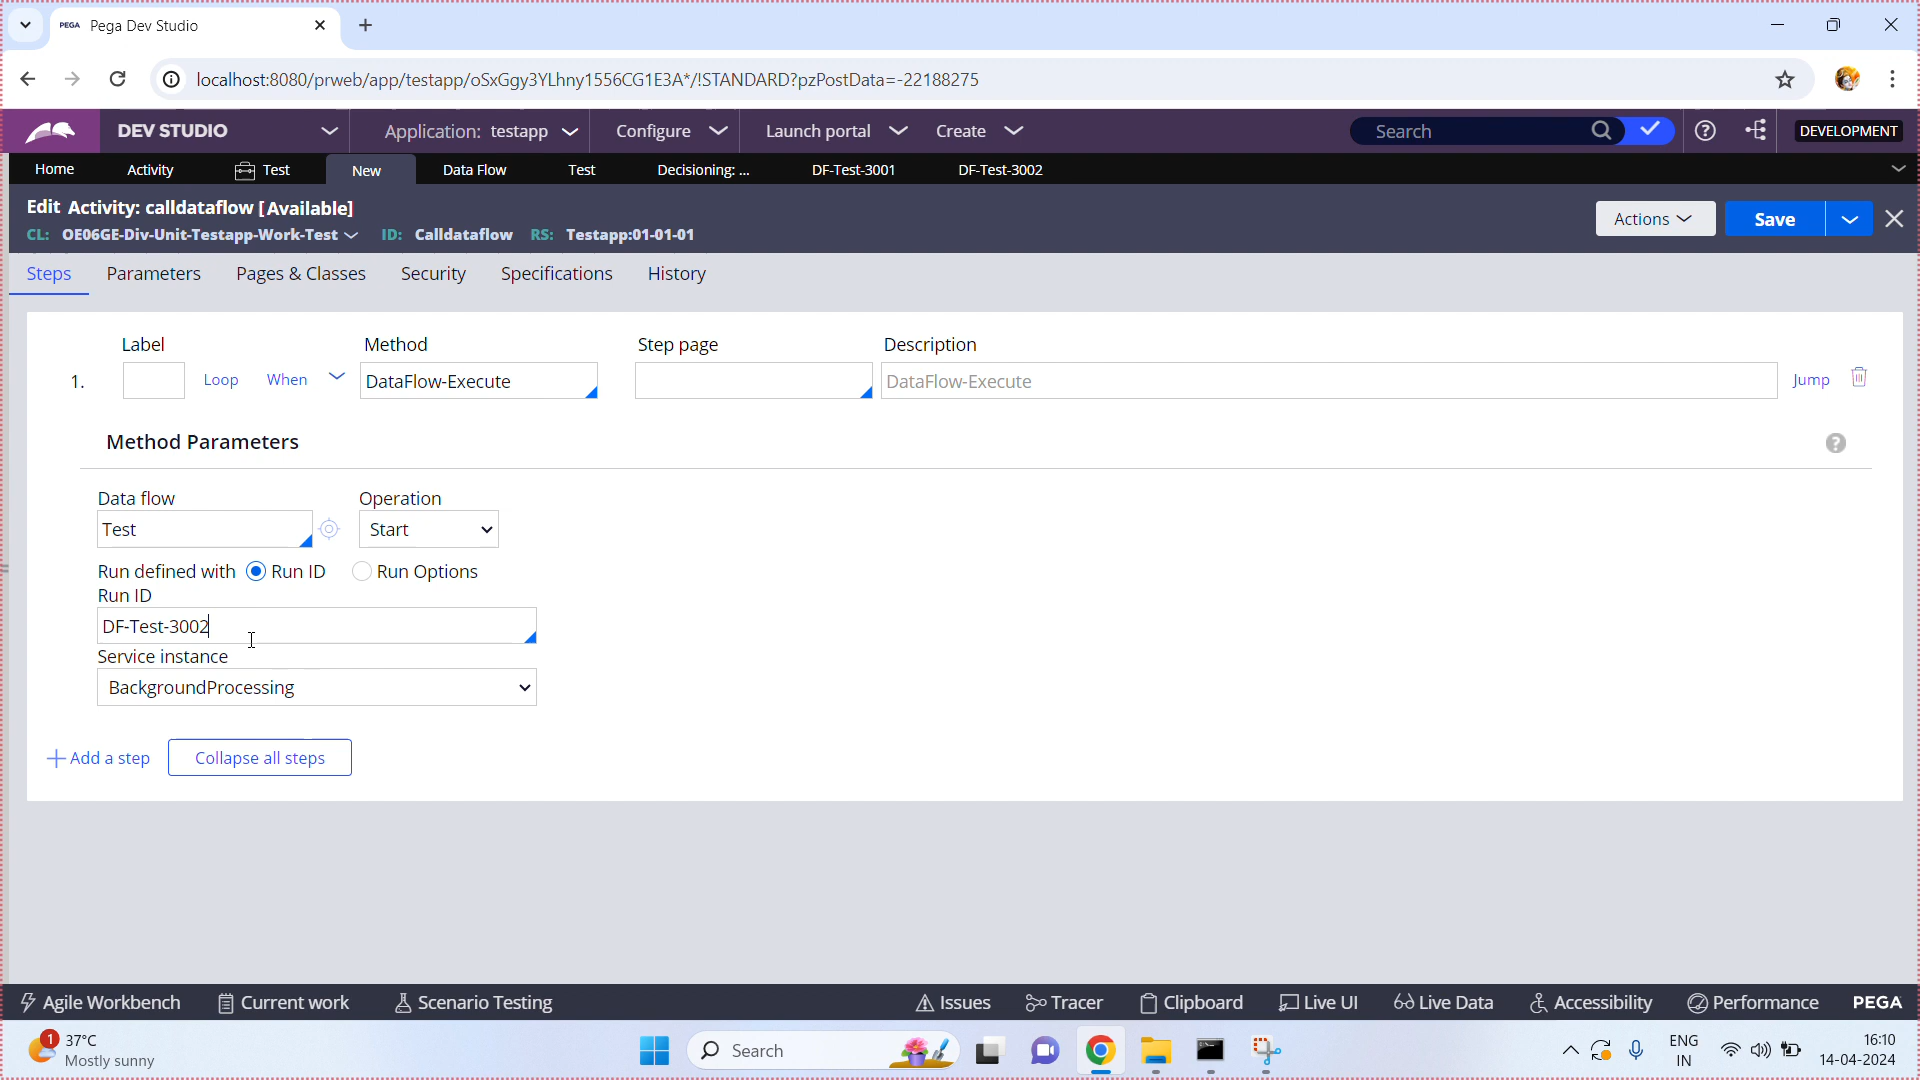 PEGA Pega Dev Studio
localhost:8080/prweb/app/testapp/oSxGgy3YLhny1556CG1E3A*/!STANDARD?pzPostData=-22188275
DEV STUDIO Application: testapp Configure Launch portal Create Search DEVELOPMENT
Home Activity Test New Data Flow Test Decisioning: ... DF-Test-3001 DF-Test-3002
Edit Activity: calldataflow [Available]
CL: OE06GE-Div-Unit-Testapp-Work-Test ID: Calldataflow RS: Testapp:01-01-01
Actions Save
Steps Parameters Pages & Classes Security Specifications History
Label Method Step page Description
1. Loop When DataFlow-Execute DataFlow-Execute Jump
Method Parameters
Data flow Operation
Test Start
Run defined with Run ID Run Options
Run ID
DF-Test-3002
Service instance
BackgroundProcessing
Add a step Collapse all steps
Agile Workbench Current work Scenario Testing Issues Tracer Clipboard Live UI Live Data Accessibility Performance PEGA
1 37°C
Mostly sunny
Search
ENG
IN
16:10
14-04-2024